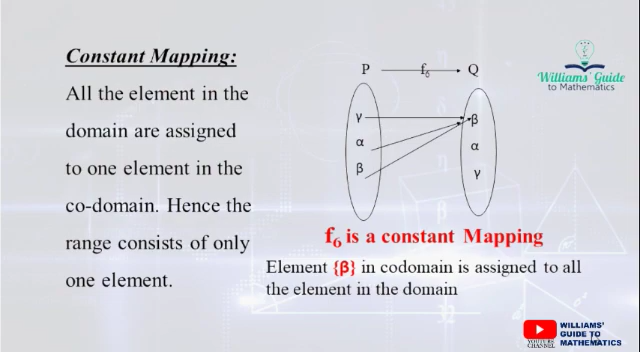 Constant Mapping:
All the element in the
domain are assigned
to one element in the
co-domain. Hence the
range consists of only
one element.
P f₆ Q
γ β
α α
β γ
f₆ is a constant Mapping
Element {β} in codomain is assigned to all
the element in the domain
Williams' Guide
to Mathematics
YOUTUBE
CHANNEL
WILLIAMS'
GUIDE TO
MATHEMATICS